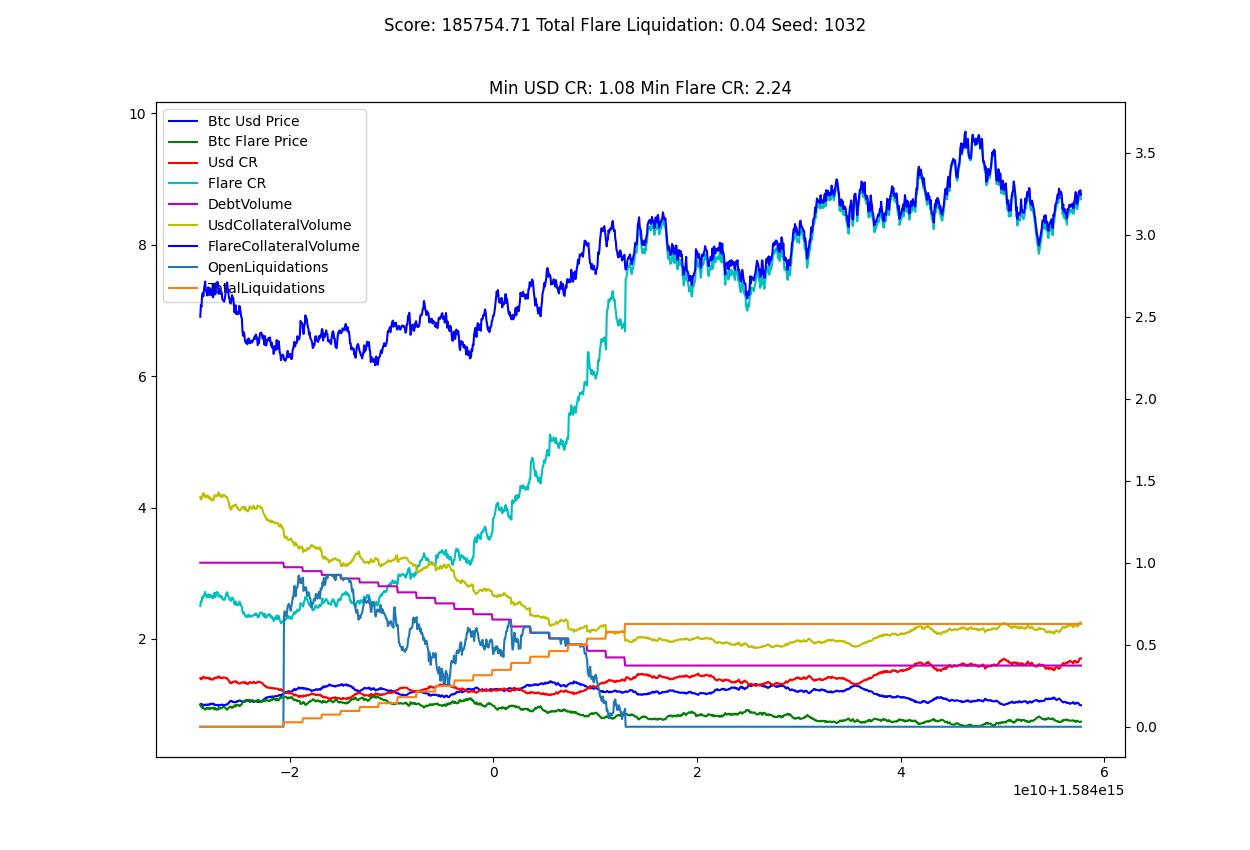 Score: 185754.71 Total Flare Liquidation: 0.04 Seed: 1032
Min USD CR: 1.08 Min Flare CR: 2.24
Btc Usd Price
Btc Flare Price
Usd CR
Flare CR
DebtVolume
UsdCollateralVolume
FlareCollateralVolume
OpenLiquidations
TotalLiquidations
10
8
6
4
2
3.5
3.0
2.5
2.0
1.5
1.0
0.5
0.0
−2 0 2 4 6
1e10+1.584e15